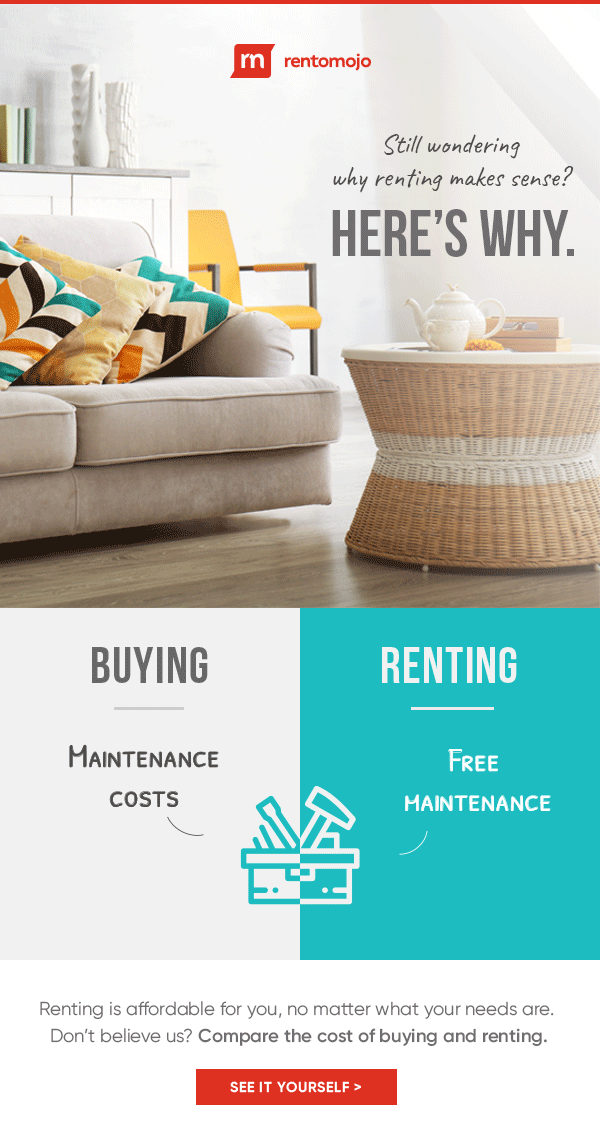 rentomojo
Still wondering
why renting makes sense?
HERE'S WHY.
BUYING
MAINTENANCE
COSTS
RENTING
FREE
MAINTENANCE
Renting is affordable for you, no matter what your needs are.
Don't believe us? Compare the cost of buying and renting.
SEE IT YOURSELF >